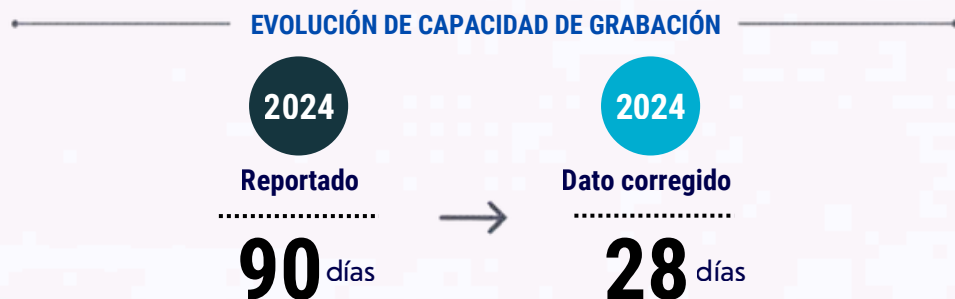 EVOLUCIÓN DE CAPACIDAD DE GRABACIÓN
2024
2024
Reportado
Dato corregido
90 días
28 días